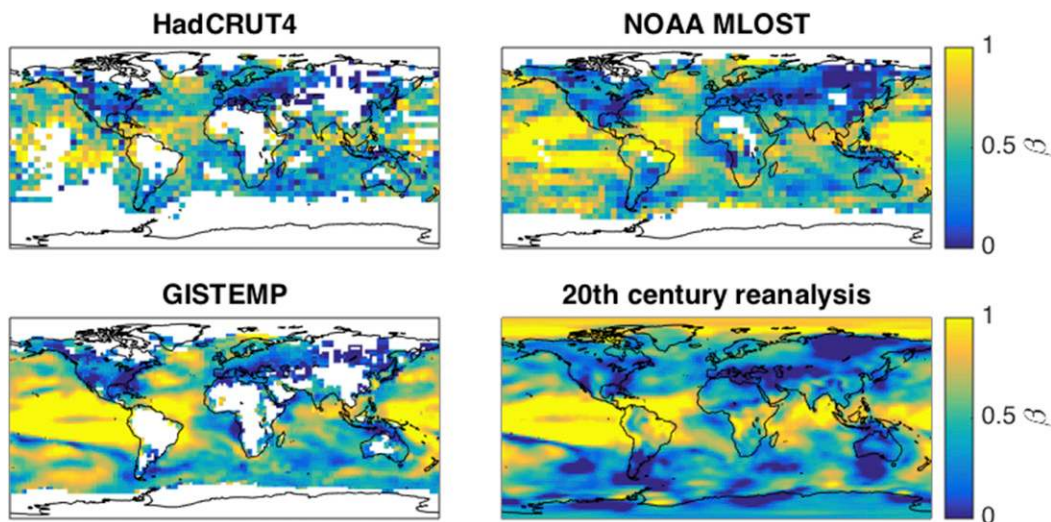 HadCRUT4
NOAA MLOST
1
0.5
β
0
GISTEMP
20th century reanalysis
1
0.5
β
0